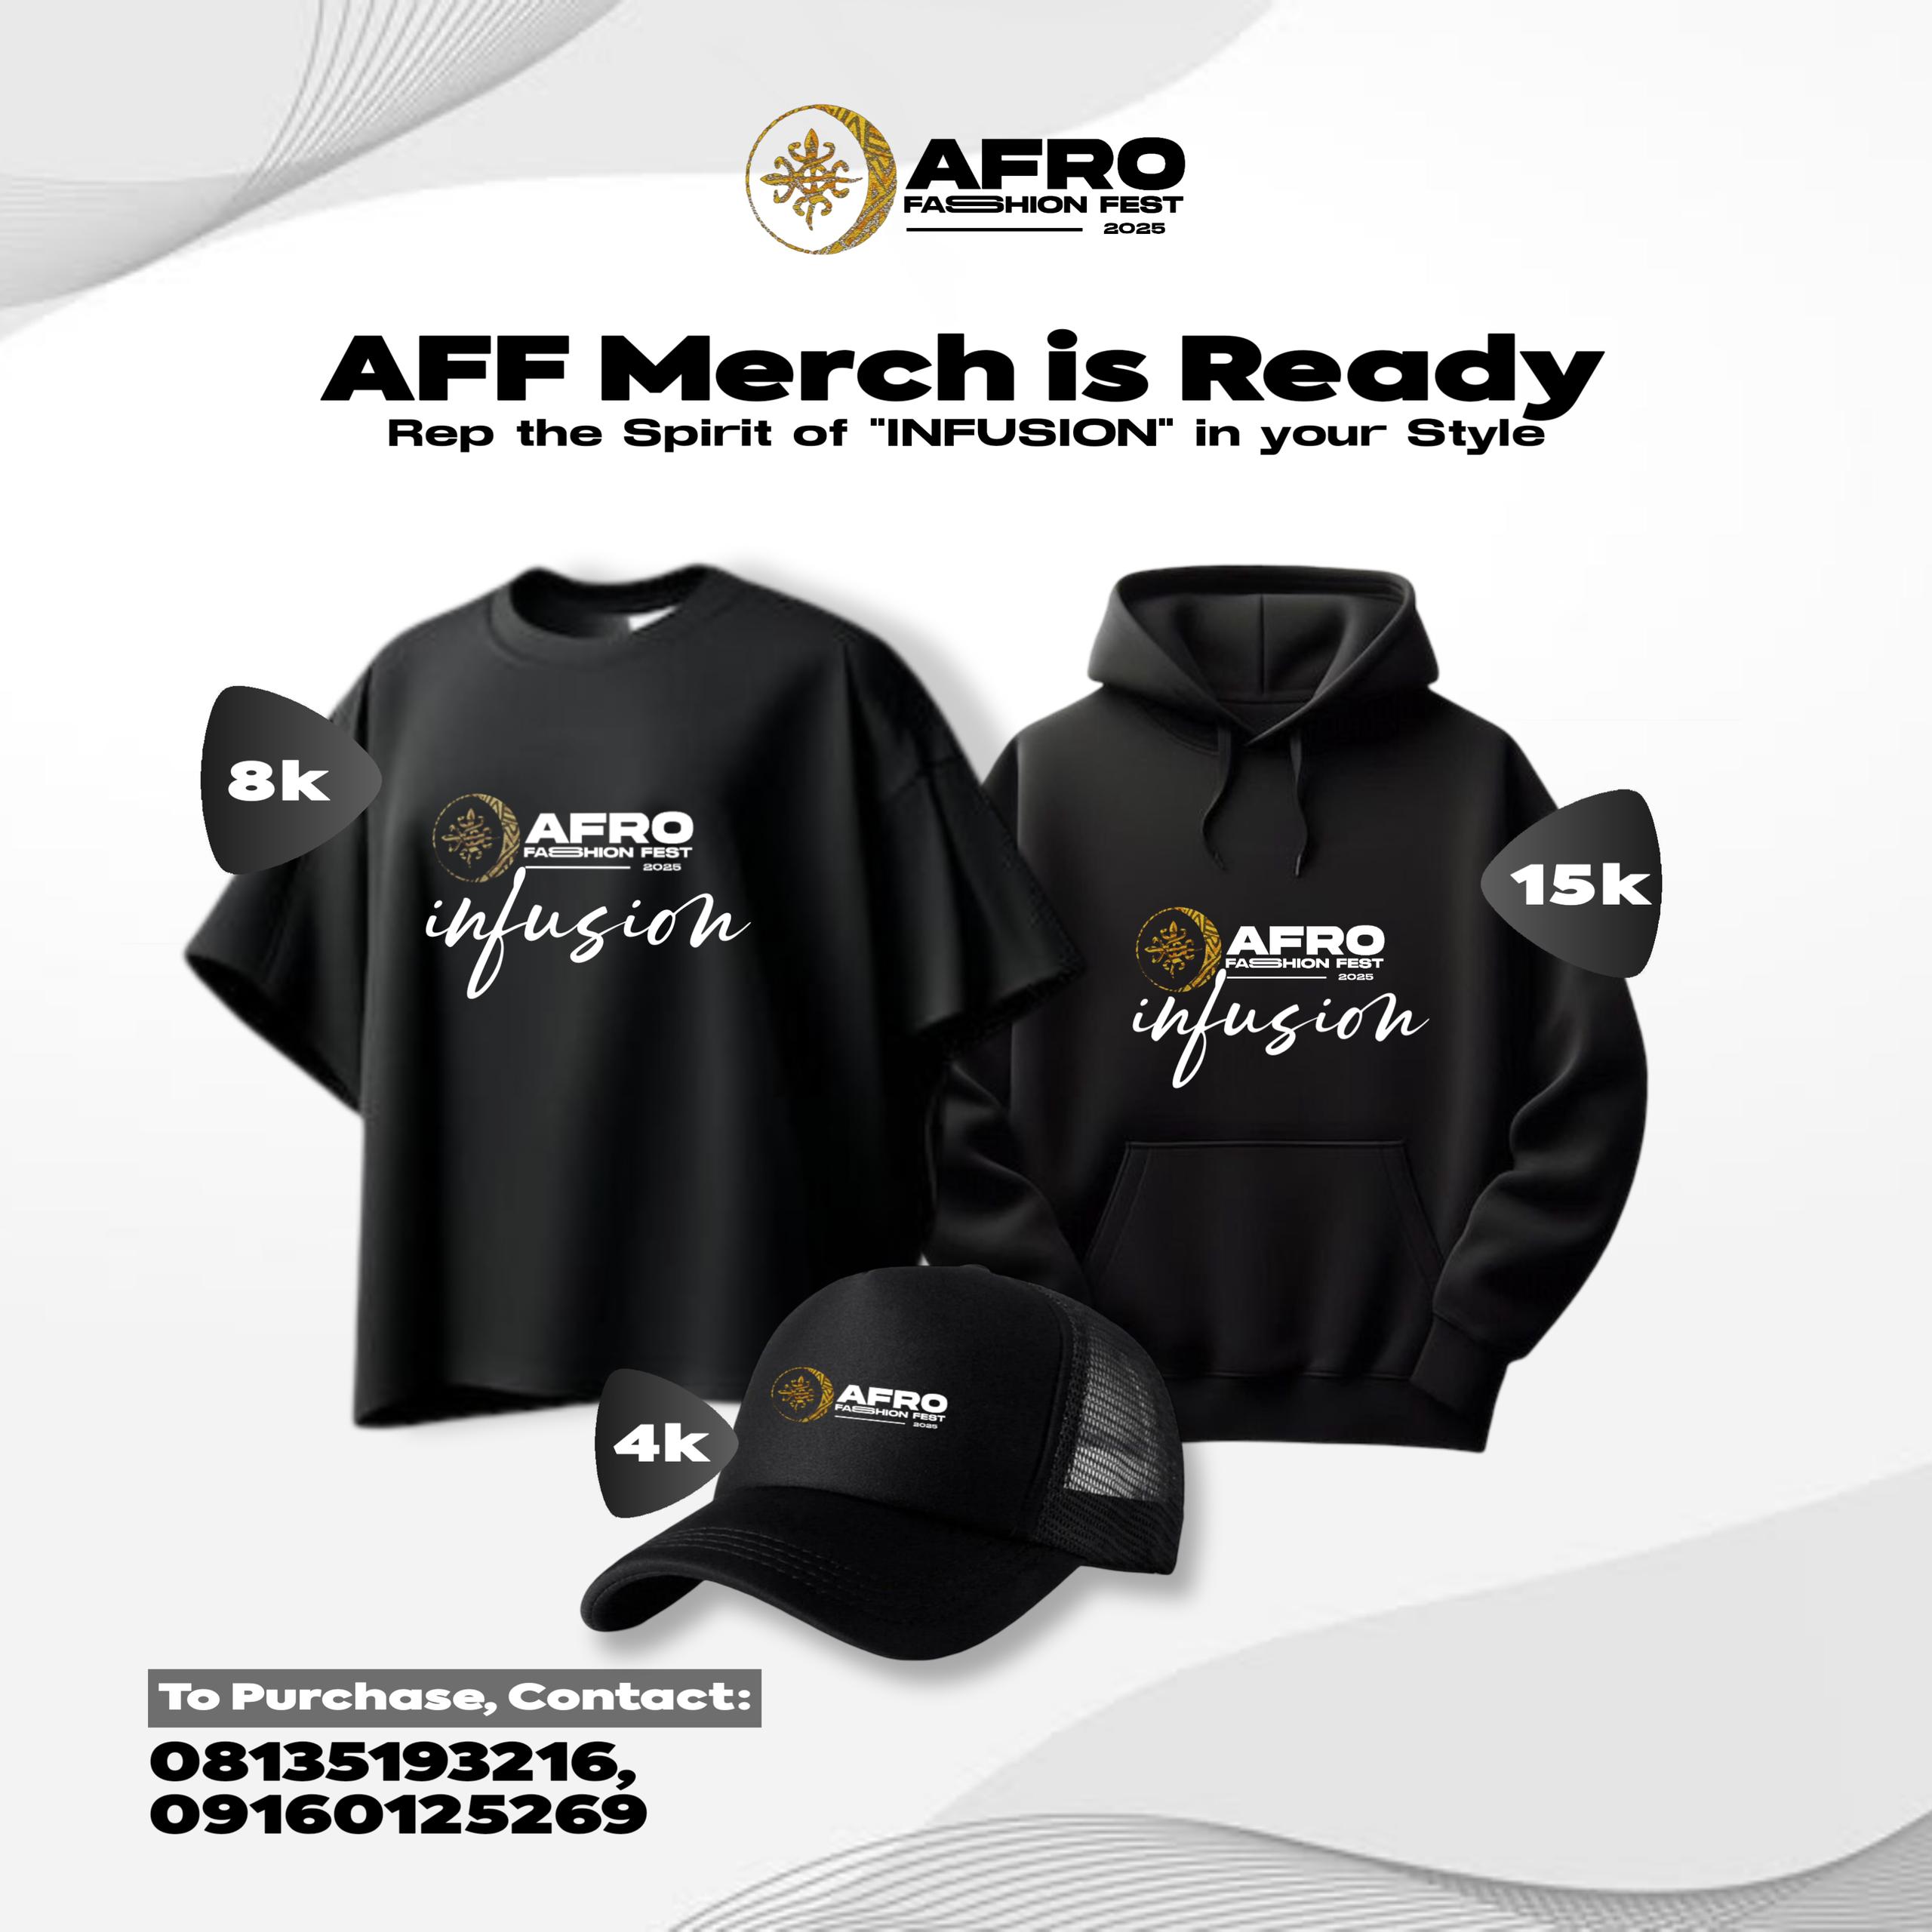 AFRO
FASHION FEST
2025
AFF Merch is Ready
Rep the Spirit of "INFUSION" in your Style
8k
AFRO
FASHION FEST
2025
infusion
15k
AFRO
FASHION FEST
2025
infusion
4k
AFRO
FASHION FEST
2025
To Purchase, Contact:
08135193216,
09160125269